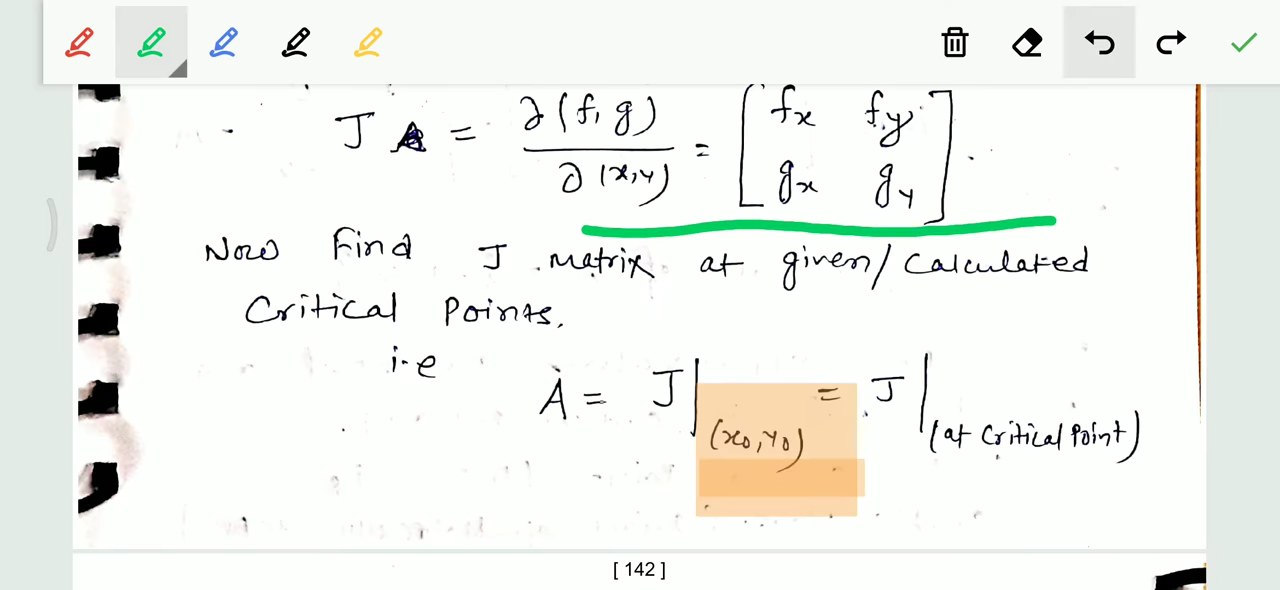 J = ∂(f, g) / ∂(x, y) = [ fx fy ; gx gy ].
Now Find J matrix at given/Calculated
Critical Points.
i.e
A = J|(x0, y0) = J|(at Critical Point)
[ 142 ]